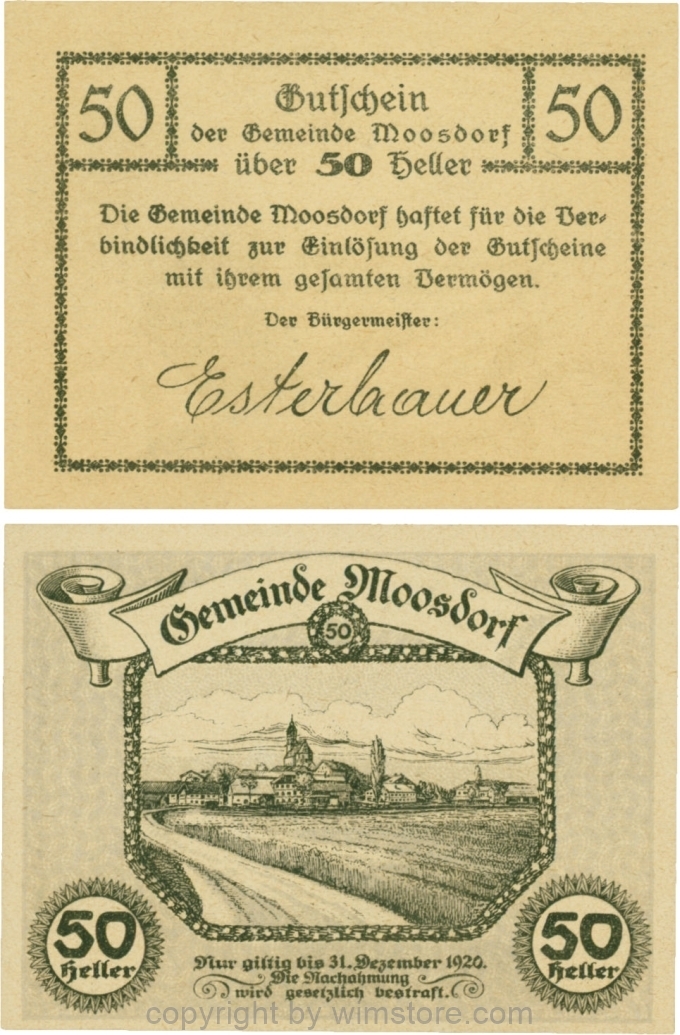 50
Gutschein
50
der Gemeinde Moosdorf
über 50 Heller
Die Gemeinde Moosdorf haftet für die Ver-
bindlichkeit zur Einlösung der Gutscheine
mit ihrem gesamten Vermögen.
Der Bürgermeister:
Esterbauer
Gemeinde Moosdorf
50
50
Heller
50
Heller
Nur giltig bis 31. Dezember 1920.
Die Nachahmung
wird gesetzlich bestraft.
copyright by wimstore.com